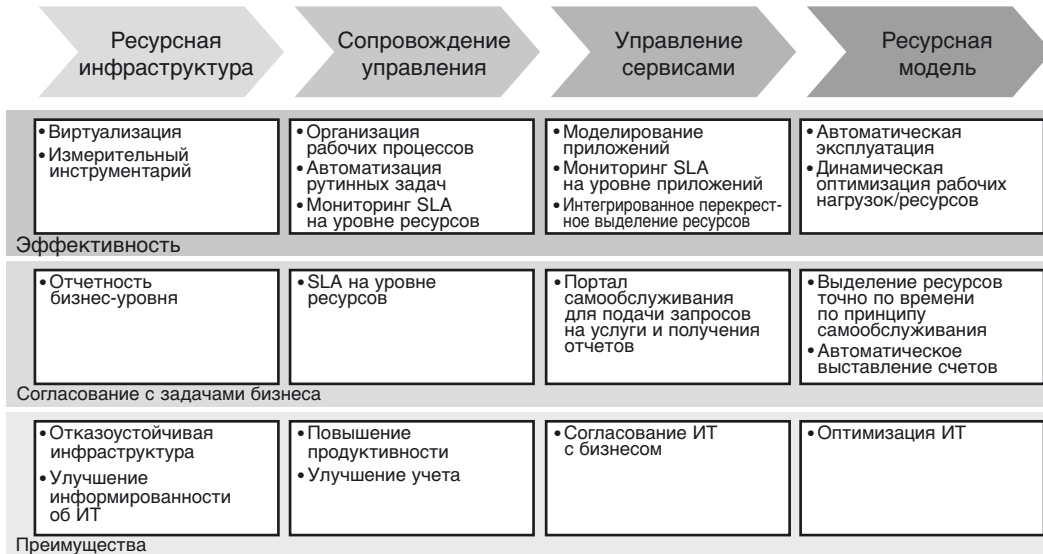 Ресурсная
инфраструктура
Сопровождение
управления
Управление
сервисами
Ресурсная
модель
• Виртуализация
• Измерительный
инструментарий
• Организация
рабочих процессов
• Автоматизация
рутинных задач
• Мониторинг SLA
на уровне ресурсов
• Моделирование
приложений
• Мониторинг SLA
на уровне приложений
• Интегрированное перекрест-
ное выделение ресурсов
• Автоматическая
эксплуатация
• Динамическая
оптимизация рабочих
нагрузок/ресурсов
Эффективность
• Отчетность
бизнес-уровня
• SLA на уровне
ресурсов
• Портал
самообслуживания
для подачи запросов
на услуги и получения
отчетов
• Выделение ресурсов
точно по времени
по принципу
самообслуживания
• Автоматическое
выставление счетов
Согласование с задачами бизнеса
• Отказоустойчивая
инфраструктура
• Улучшение
информированности
об ИТ
• Повышение
продуктивности
• Улучшение учета
• Согласование ИТ
с бизнесом
• Оптимизация ИТ
Преимущества